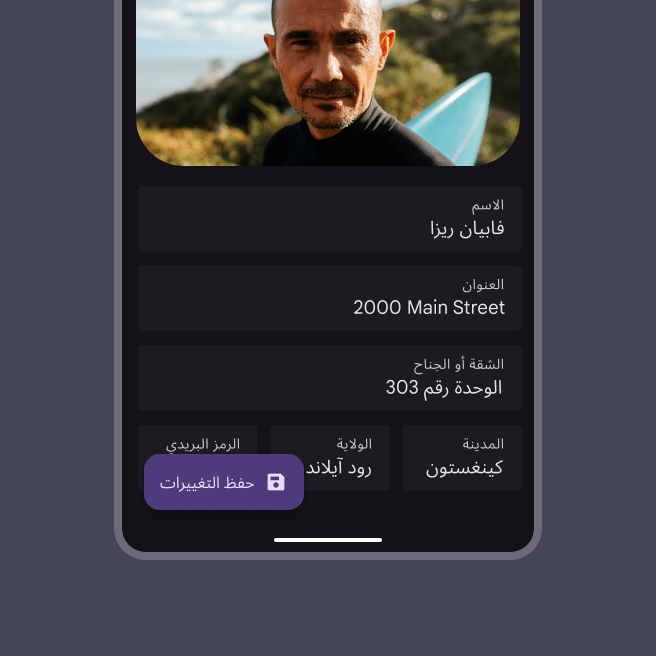 الاسم
فابيان ريزا
العنوان
2000 Main Street
الشقة أو الجناح
الوحدة رقم 303
المدينة
كينغستون
الولاية
رود آيلاند
الرمز البريدي
حفظ التغييرات